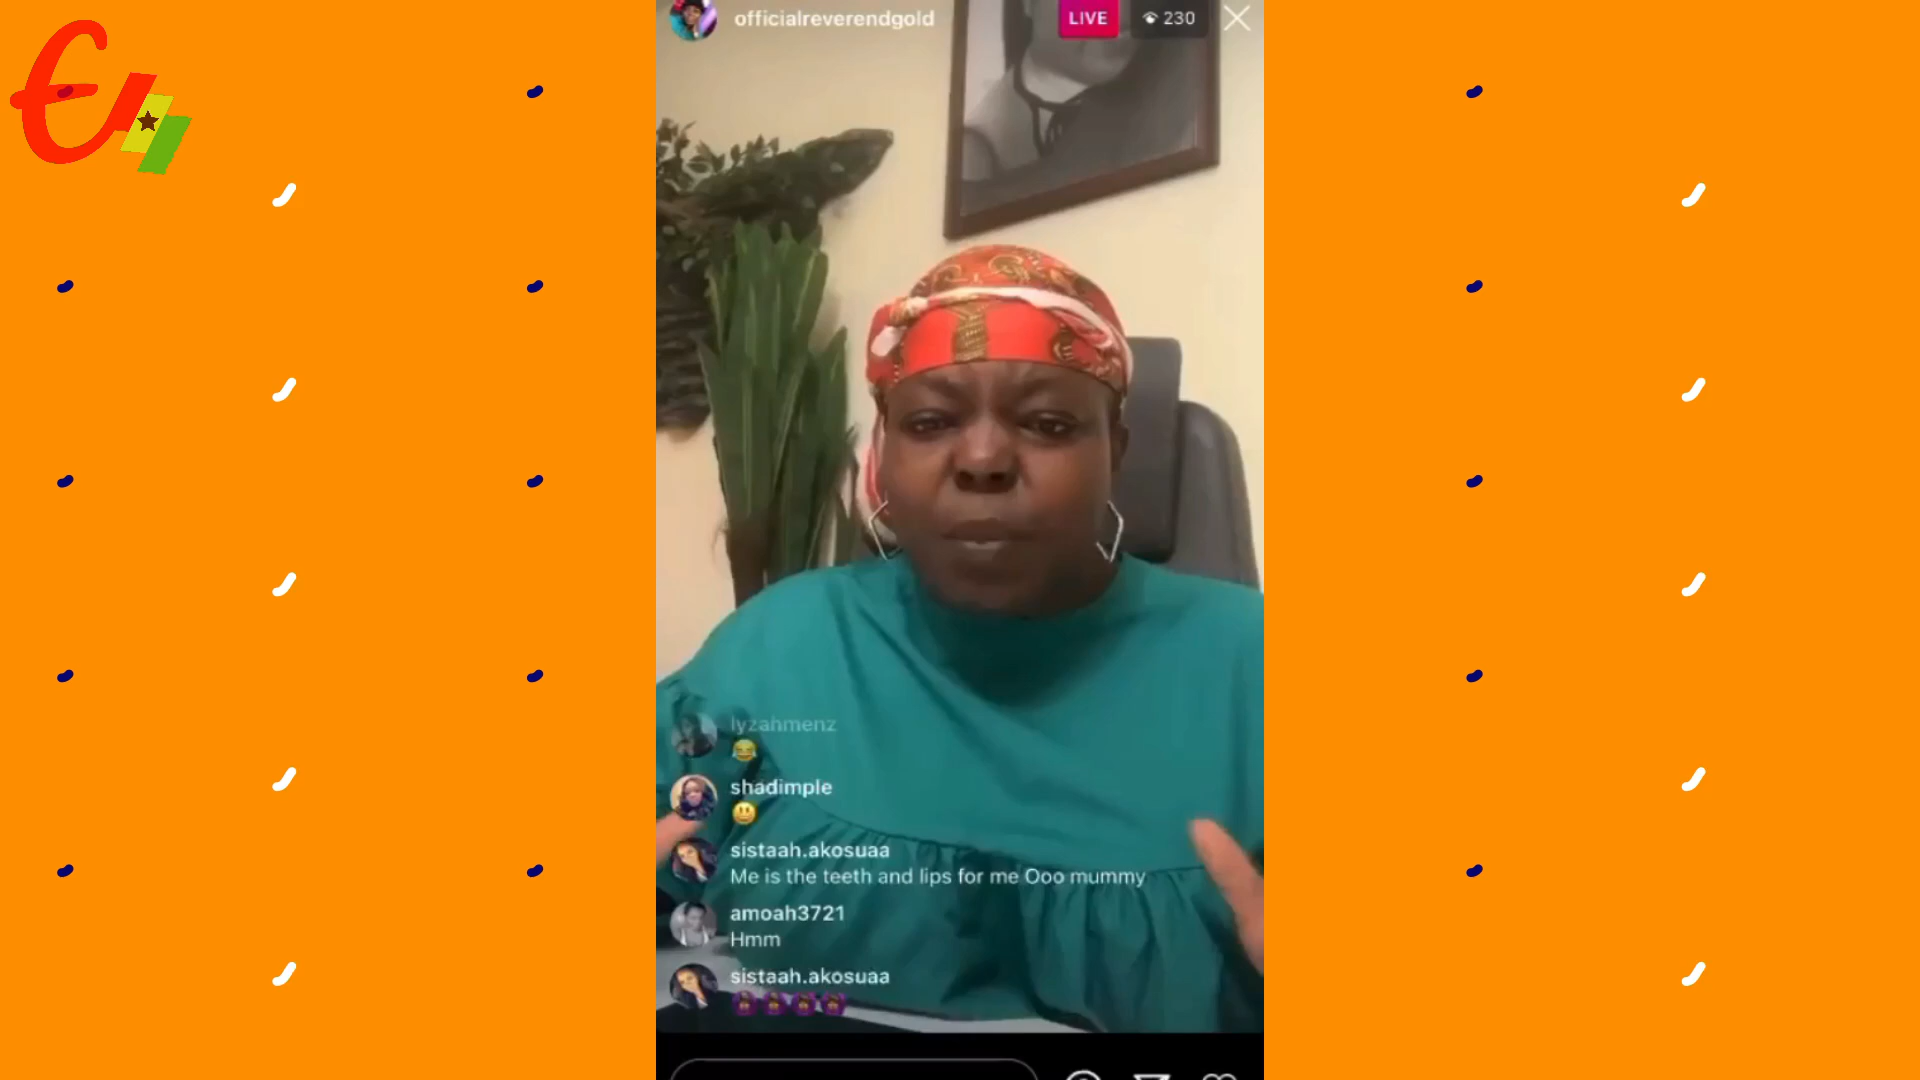 officialreverendgold
LIVE
230
lyzahmenz
😂
shadimple
😃
sistaah.akosuaa
Me is the teeth and lips for me Ooo mummy
amoah3721
Hmm
sistaah.akosuaa